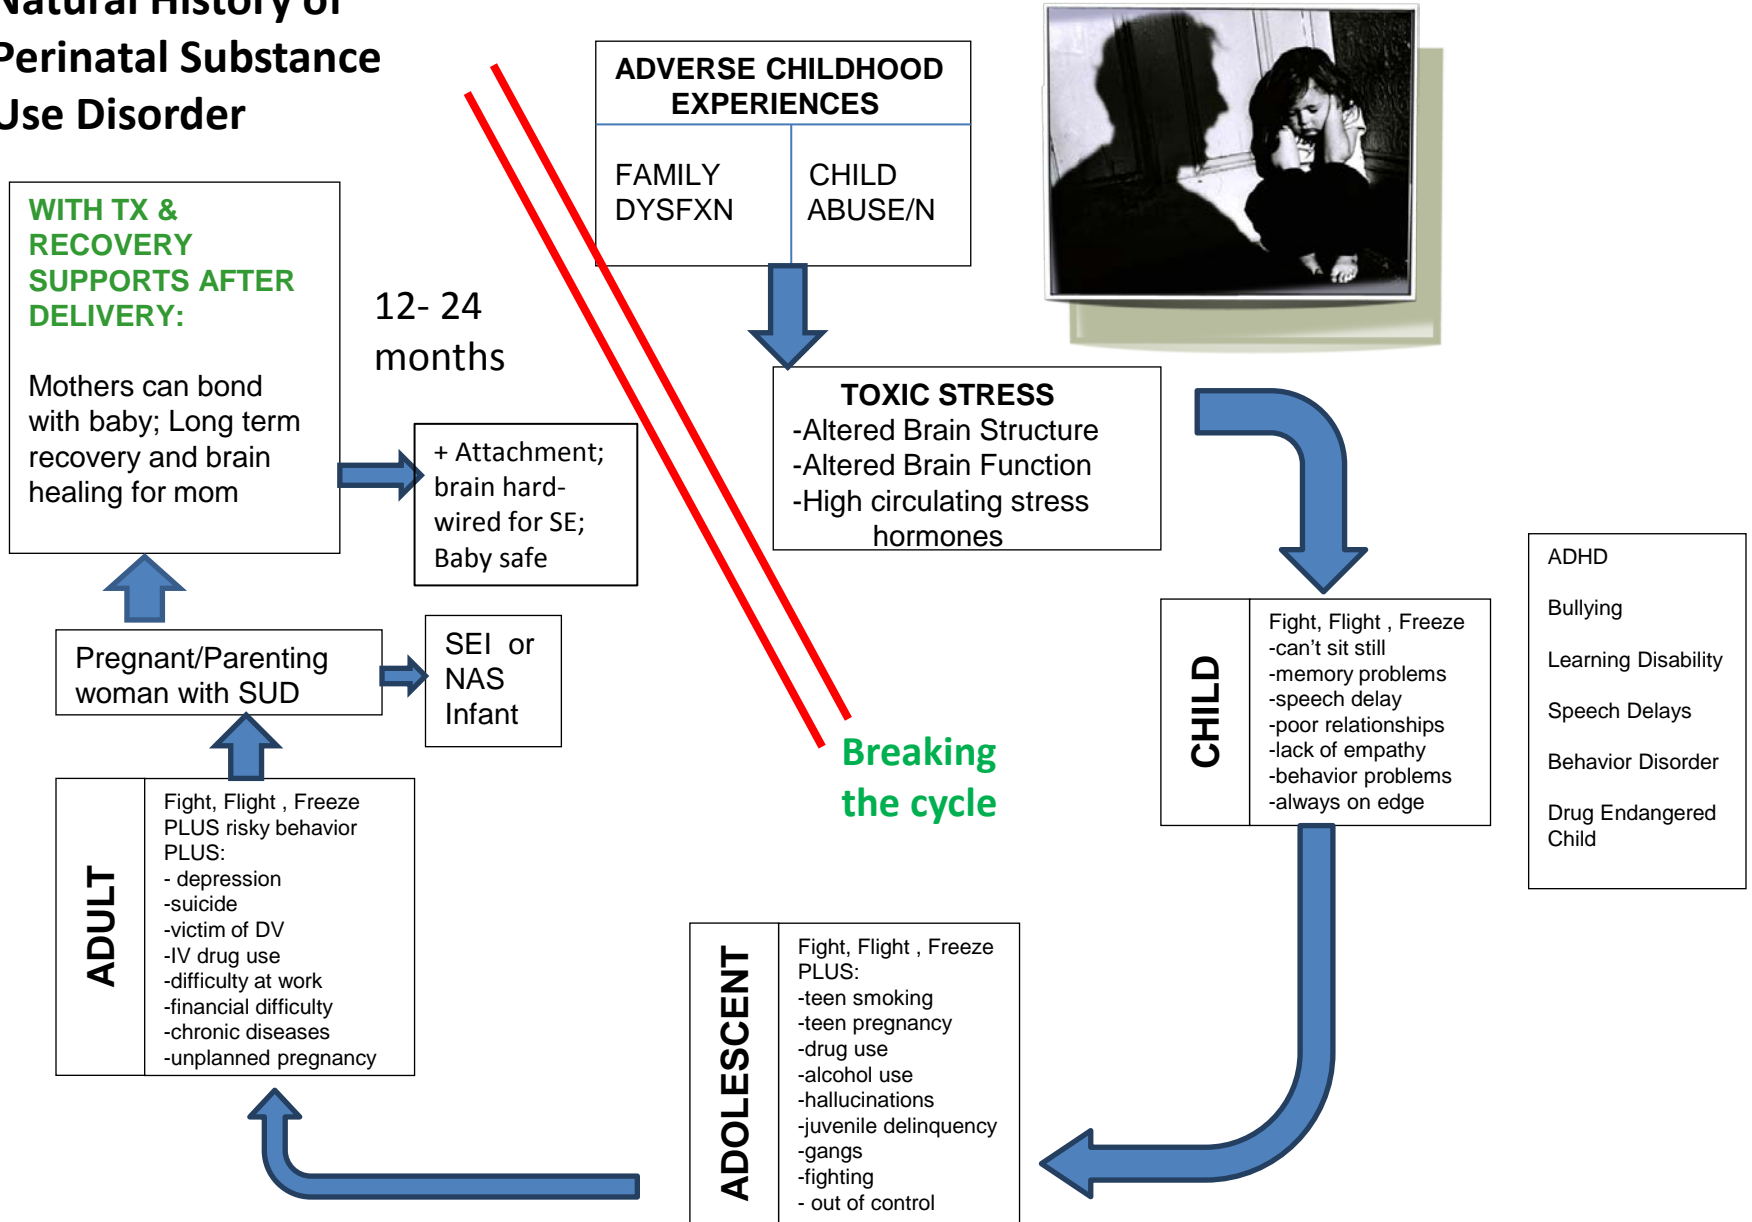 Natural History of
Perinatal Substance
Use Disorder
WITH TX &
RECOVERY
SUPPORTS AFTER
DELIVERY:
Mothers can bond
with baby; Long term
recovery and brain
healing for mom
12- 24
months
+ Attachment;
brain hard-
wired for SE;
Baby safe
Pregnant/Parenting
woman with SUD
SEI or
NAS
Infant
ADULT
Fight, Flight , Freeze
PLUS risky behavior
PLUS:
- depression
-suicide
-victim of DV
-IV drug use
-difficulty at work
-financial difficulty
-chronic diseases
-unplanned pregnancy
ADVERSE CHILDHOOD
EXPERIENCES
FAMILY
DYSFXN
CHILD
ABUSE/N
TOXIC STRESS
-Altered Brain Structure
-Altered Brain Function
-High circulating stress
hormones
Breaking
the cycle
CHILD
Fight, Flight , Freeze
-can't sit still
-memory problems
-speech delay
-poor relationships
-lack of empathy
-behavior problems
-always on edge
ADHD
Bullying
Learning Disability
Speech Delays
Behavior Disorder
Drug Endangered
Child
ADOLESCENT
Fight, Flight , Freeze
PLUS:
-teen smoking
-teen pregnancy
-drug use
-alcohol use
-hallucinations
-juvenile delinquency
-gangs
-fighting
- out of control